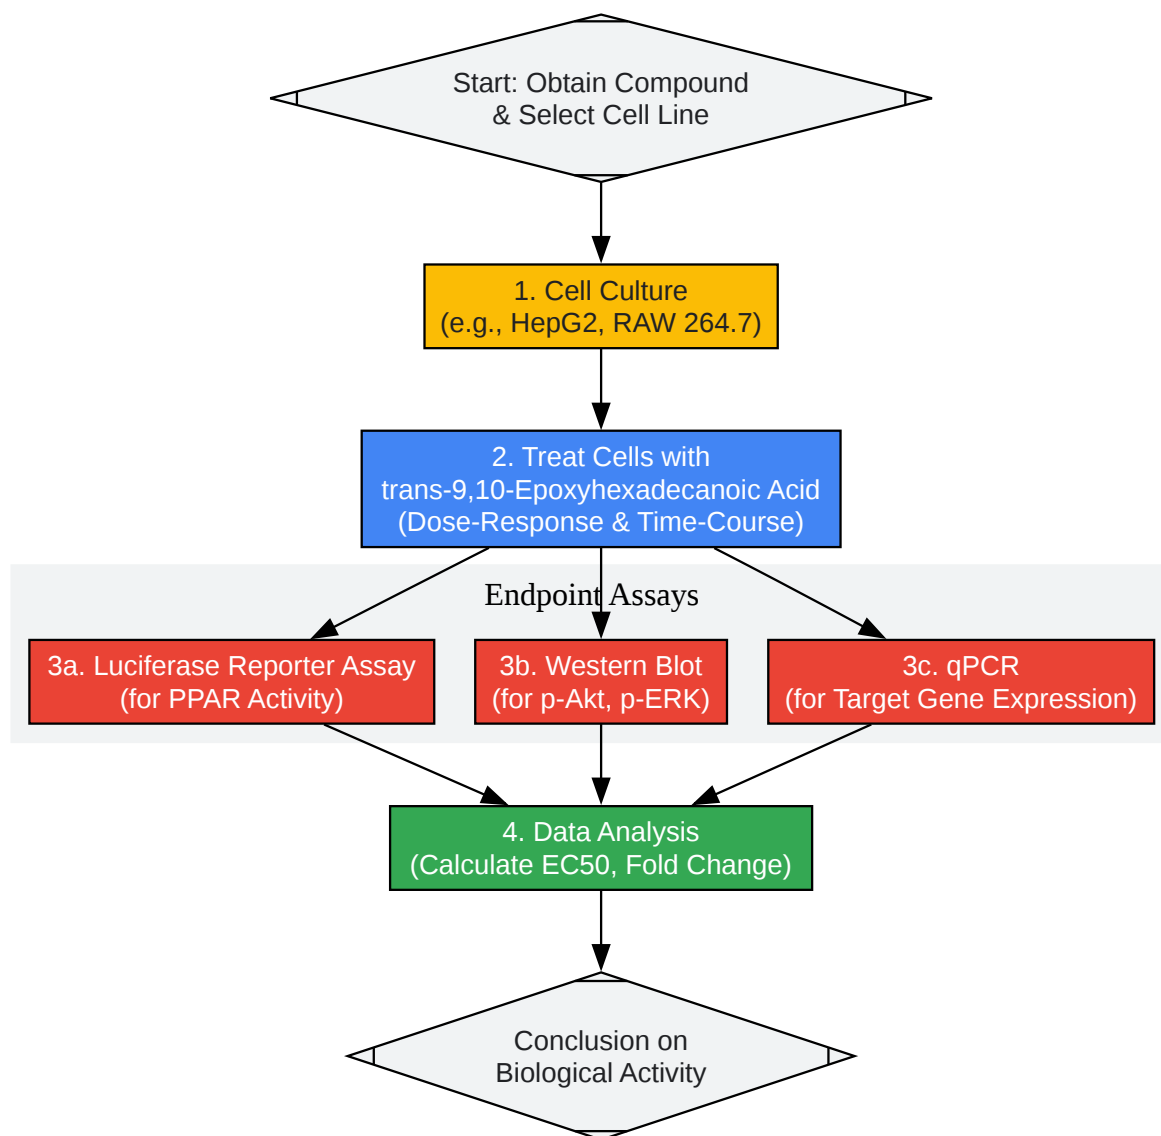 Start: Obtain Compound
& Select Cell Line
1. Cell Culture
(e.g., HepG2, RAW 264.7)
2. Treat Cells with
trans-9,10-Epoxyhexadecanoic Acid
(Dose-Response & Time-Course)
Endpoint Assays
3a. Luciferase Reporter Assay
(for PPAR Activity)
3b. Western Blot
(for p-Akt, p-ERK)
3c. qPCR
(for Target Gene Expression)
4. Data Analysis
(Calculate EC50, Fold Change)
Conclusion on
Biological Activity